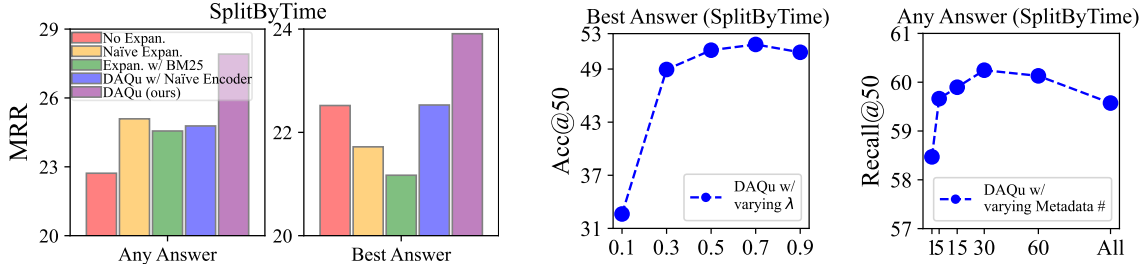 SplitByTime
29
26
23
20
MRR
No Expan.
Naïve Expan.
Expan. w/ BM25
DAQu w/ Naïve Encoder
DAQu (ours)
Any Answer
24
22
20
Best Answer
Best Answer (SplitByTime)
53
49
43
37
31
Acc@50
DAQu w/
varying λ
0.1 0.3 0.5 0.7 0.9
Any Answer (SplitByTime)
61
60
59
58
57
Recall@50
DAQu w/
varying Metadata #
1 5 15 30 60 All